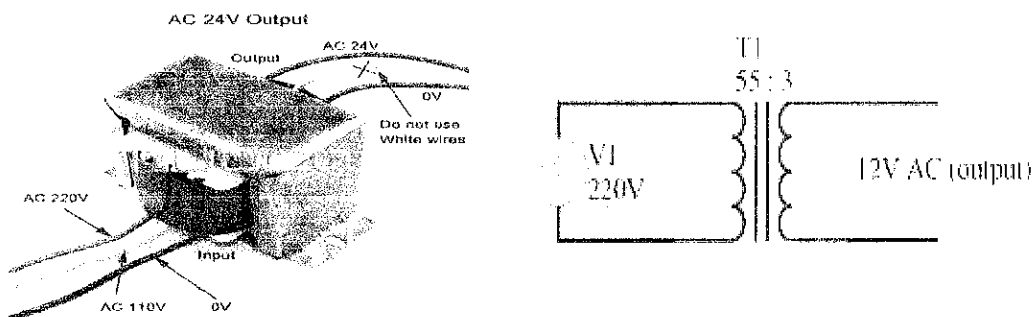 AC 24V Output
Output
AC 24V
0V
Do not use
White wires
AC 220V
Input
AC 110V
0V
T1
55 : 3
V1
220V
12V AC (output)